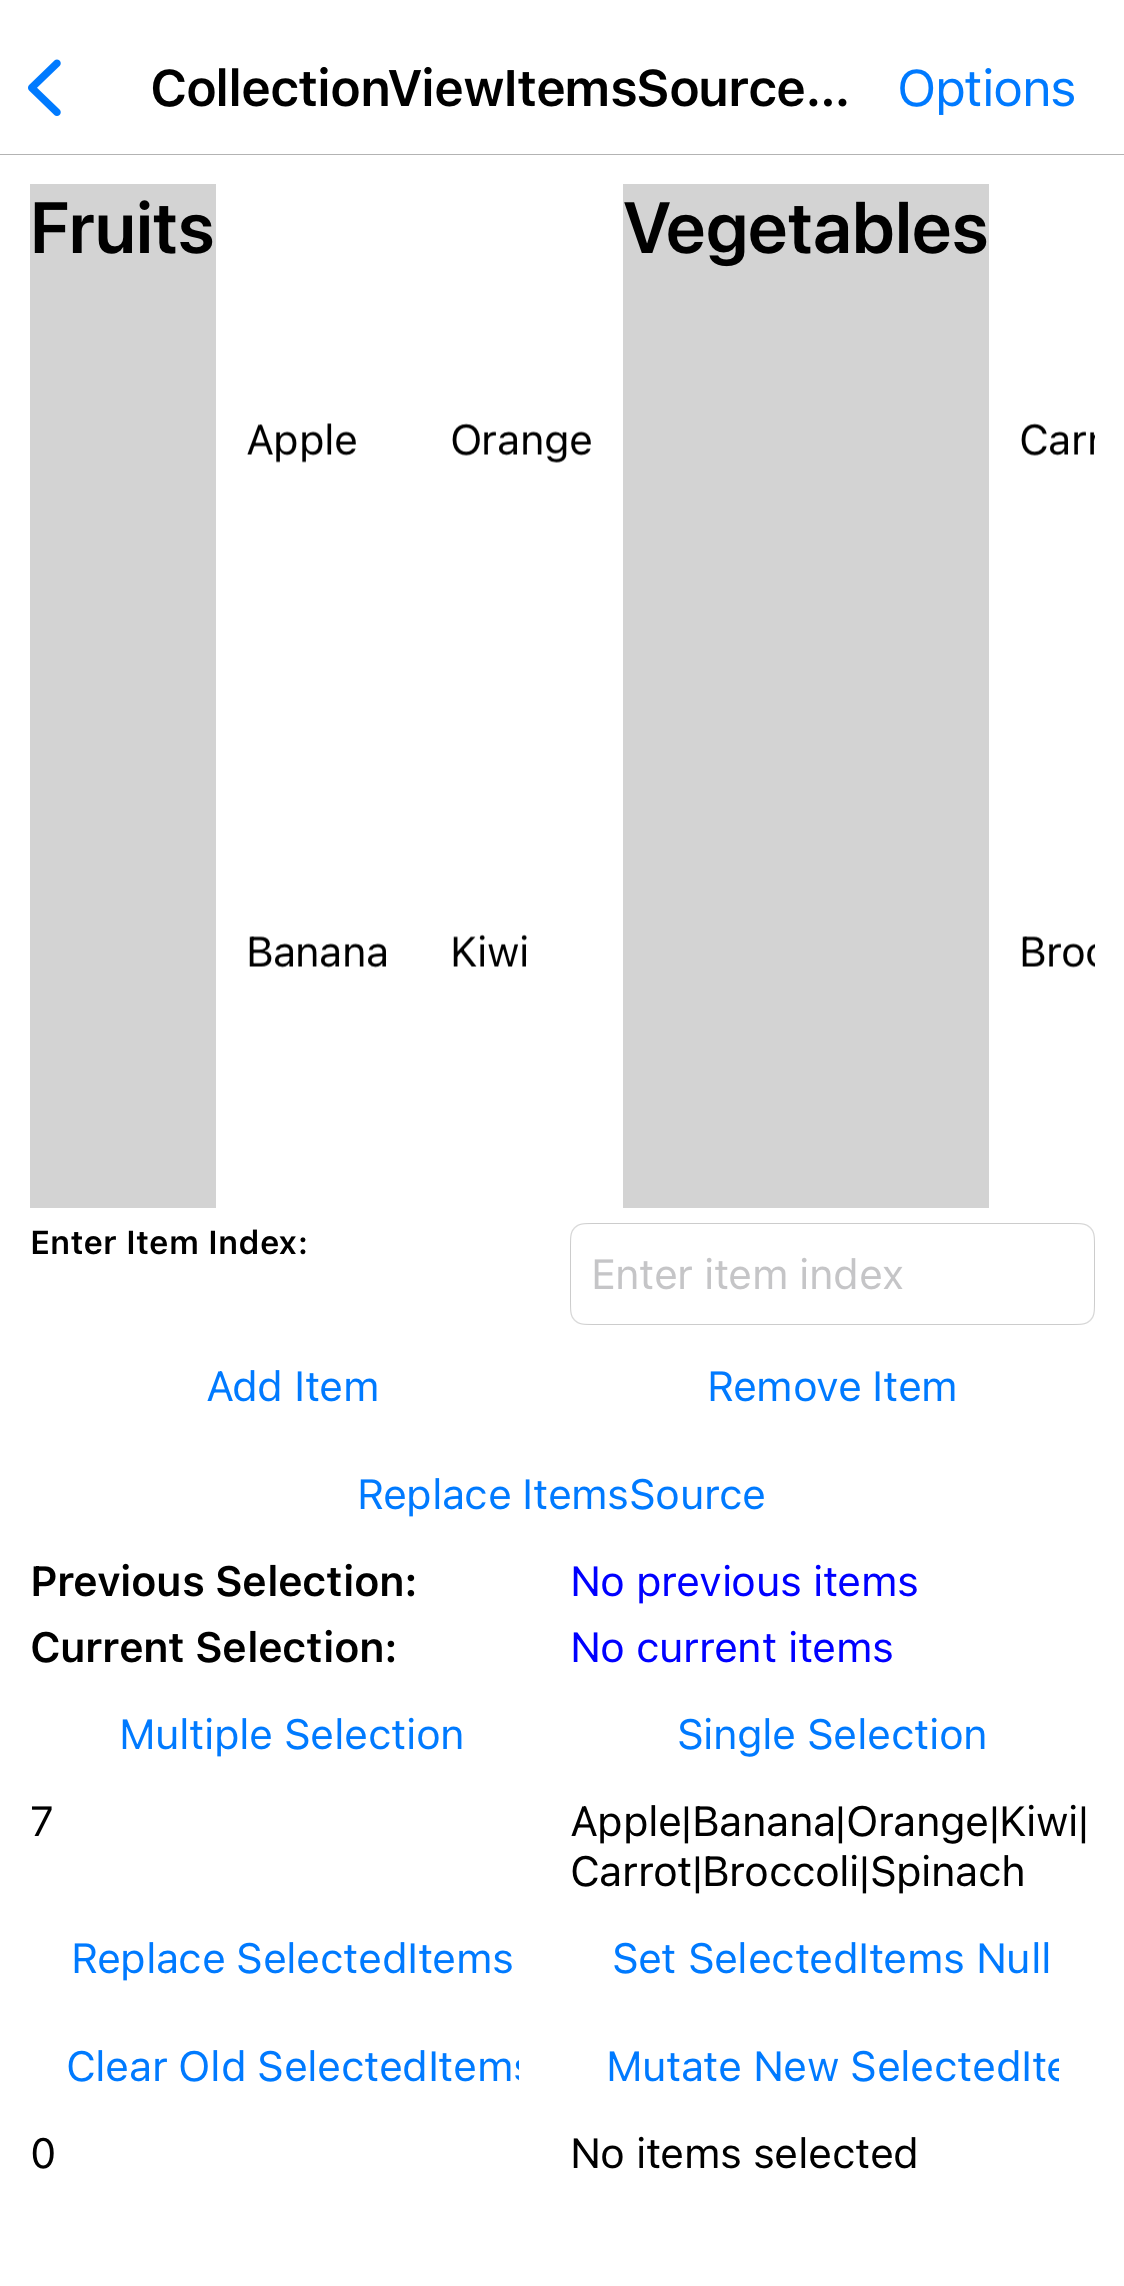 CollectionViewItemsSource...
Options
Fruits
Vegetables
Apple
Orange
Carr
Banana
Kiwi
Broc
Enter Item Index:
Enter item index
Add Item
Remove Item
Replace ItemsSource
Previous Selection:
No previous items
Current Selection:
No current items
Multiple Selection
Single Selection
7
Apple|Banana|Orange|Kiwi|
Carrot|Broccoli|Spinach
Replace SelectedItems
Set SelectedItems Null
Clear Old SelectedItems
Mutate New SelectedIte
0
No items selected